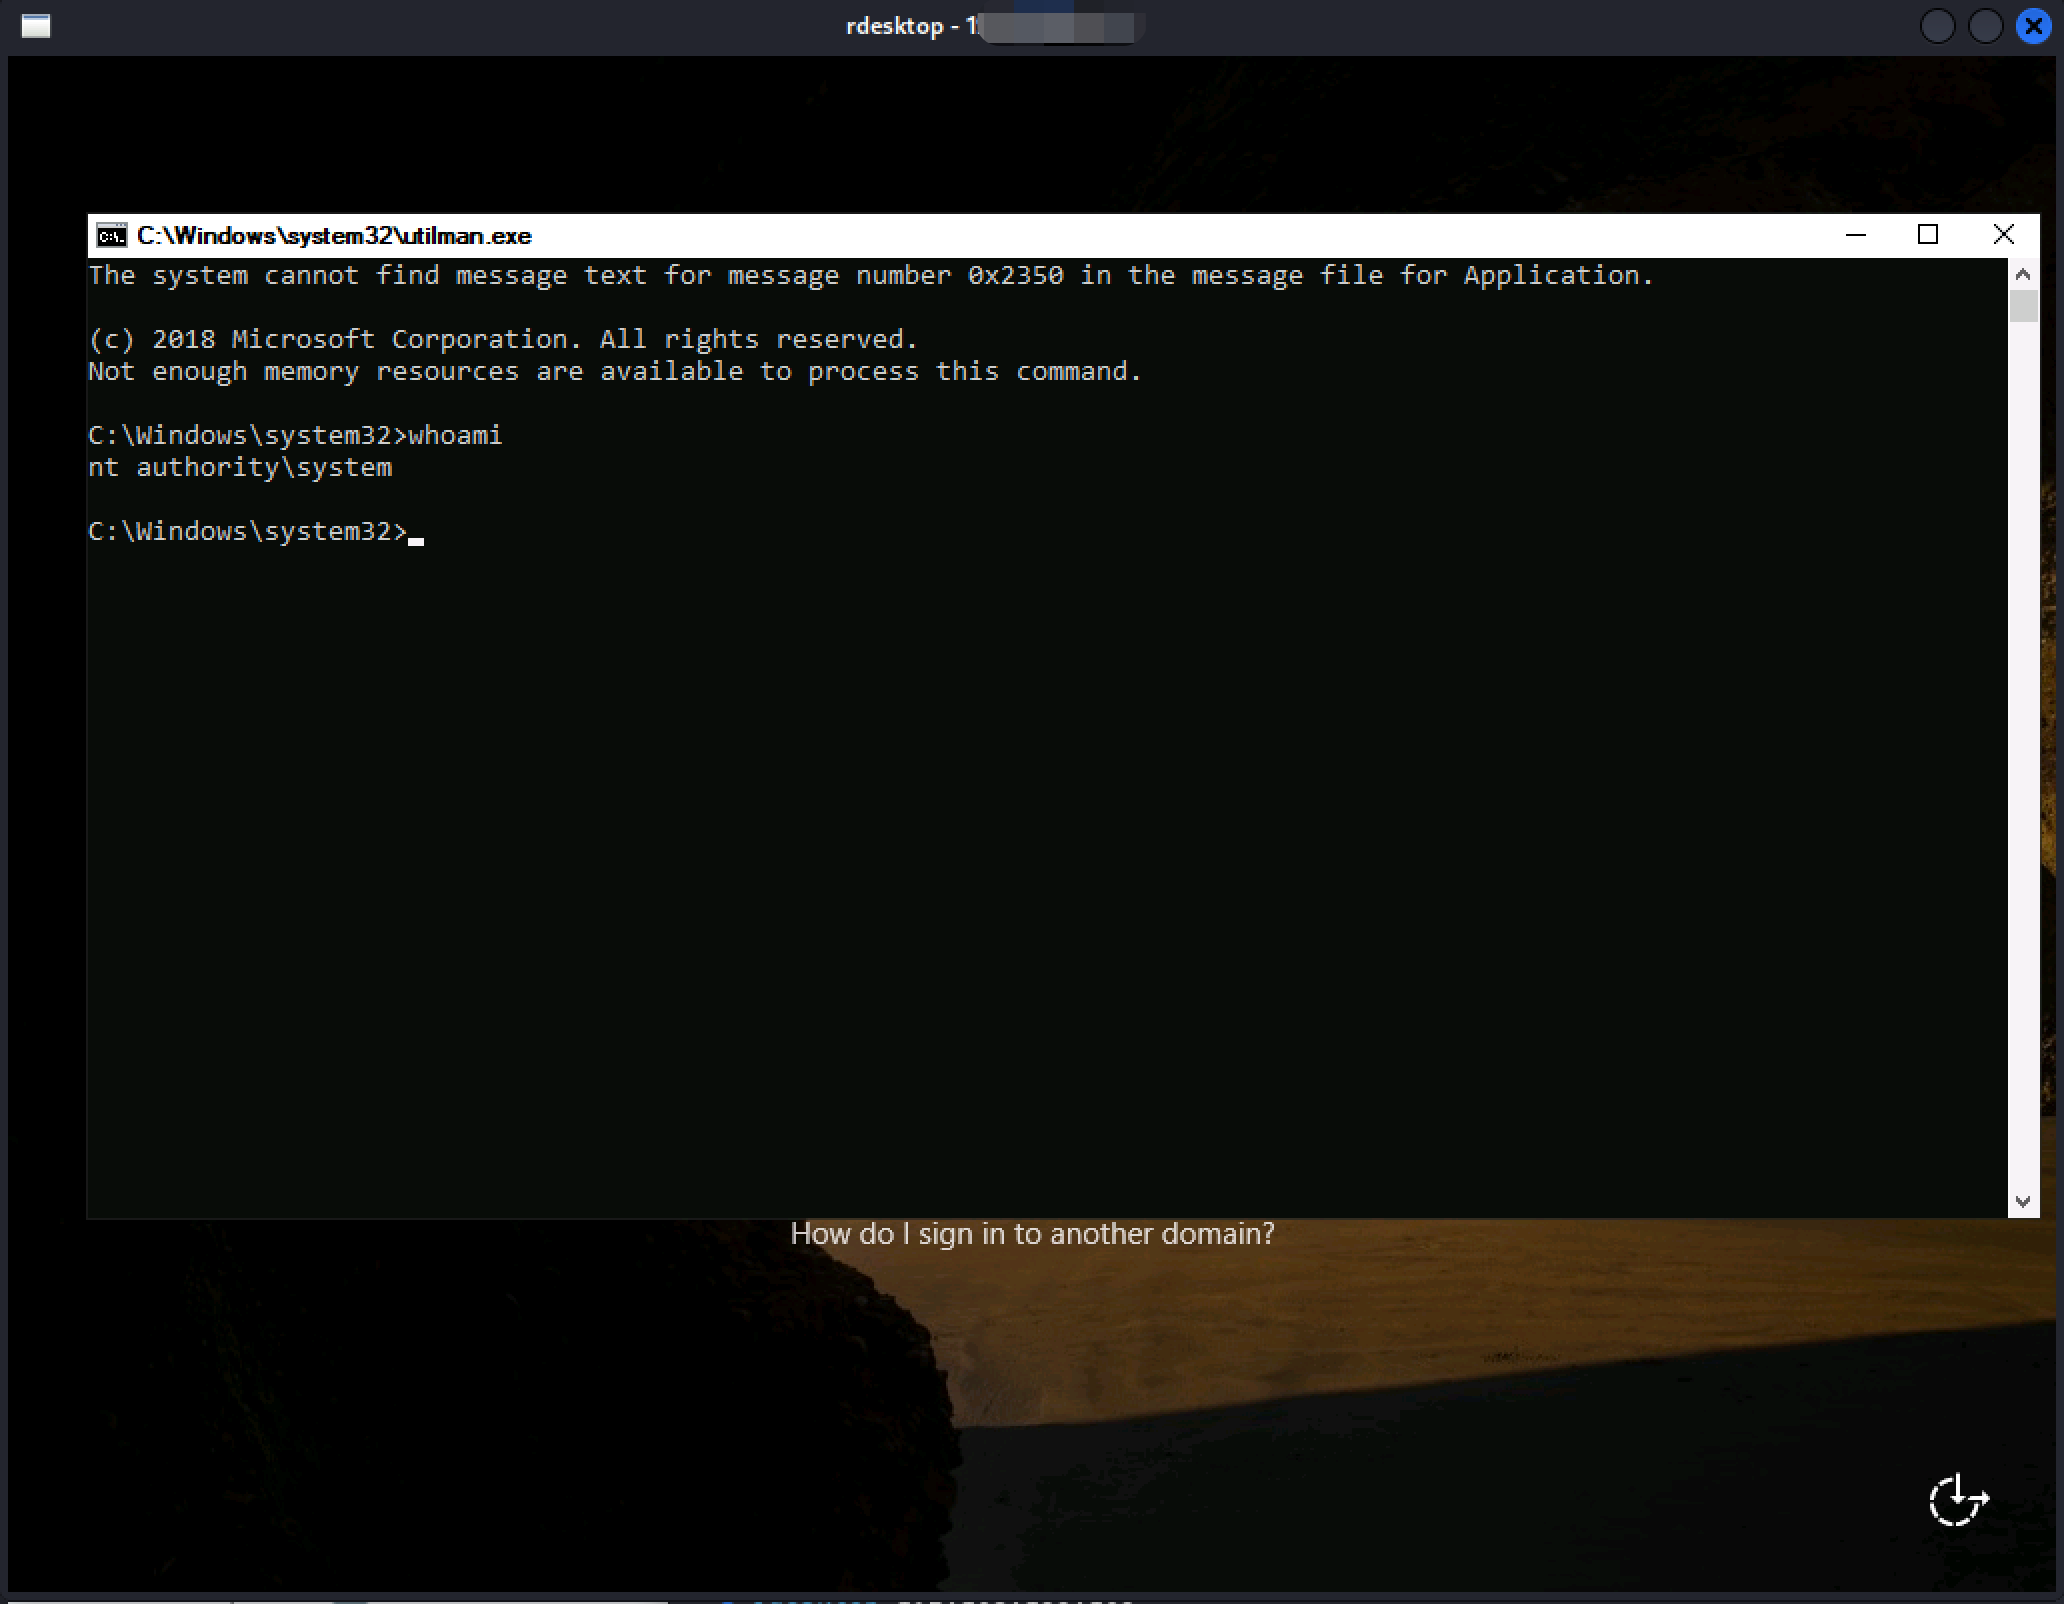 rdesktop - 1
C:\Windows\system32\utilman.exe
The system cannot find message text for message number 0x2350 in the message file for Application.
(c) 2018 Microsoft Corporation. All rights reserved.
Not enough memory resources are available to process this command.
C:\Windows\system32>whoami
nt authority\system
C:\Windows\system32>
How do I sign in to another domain?